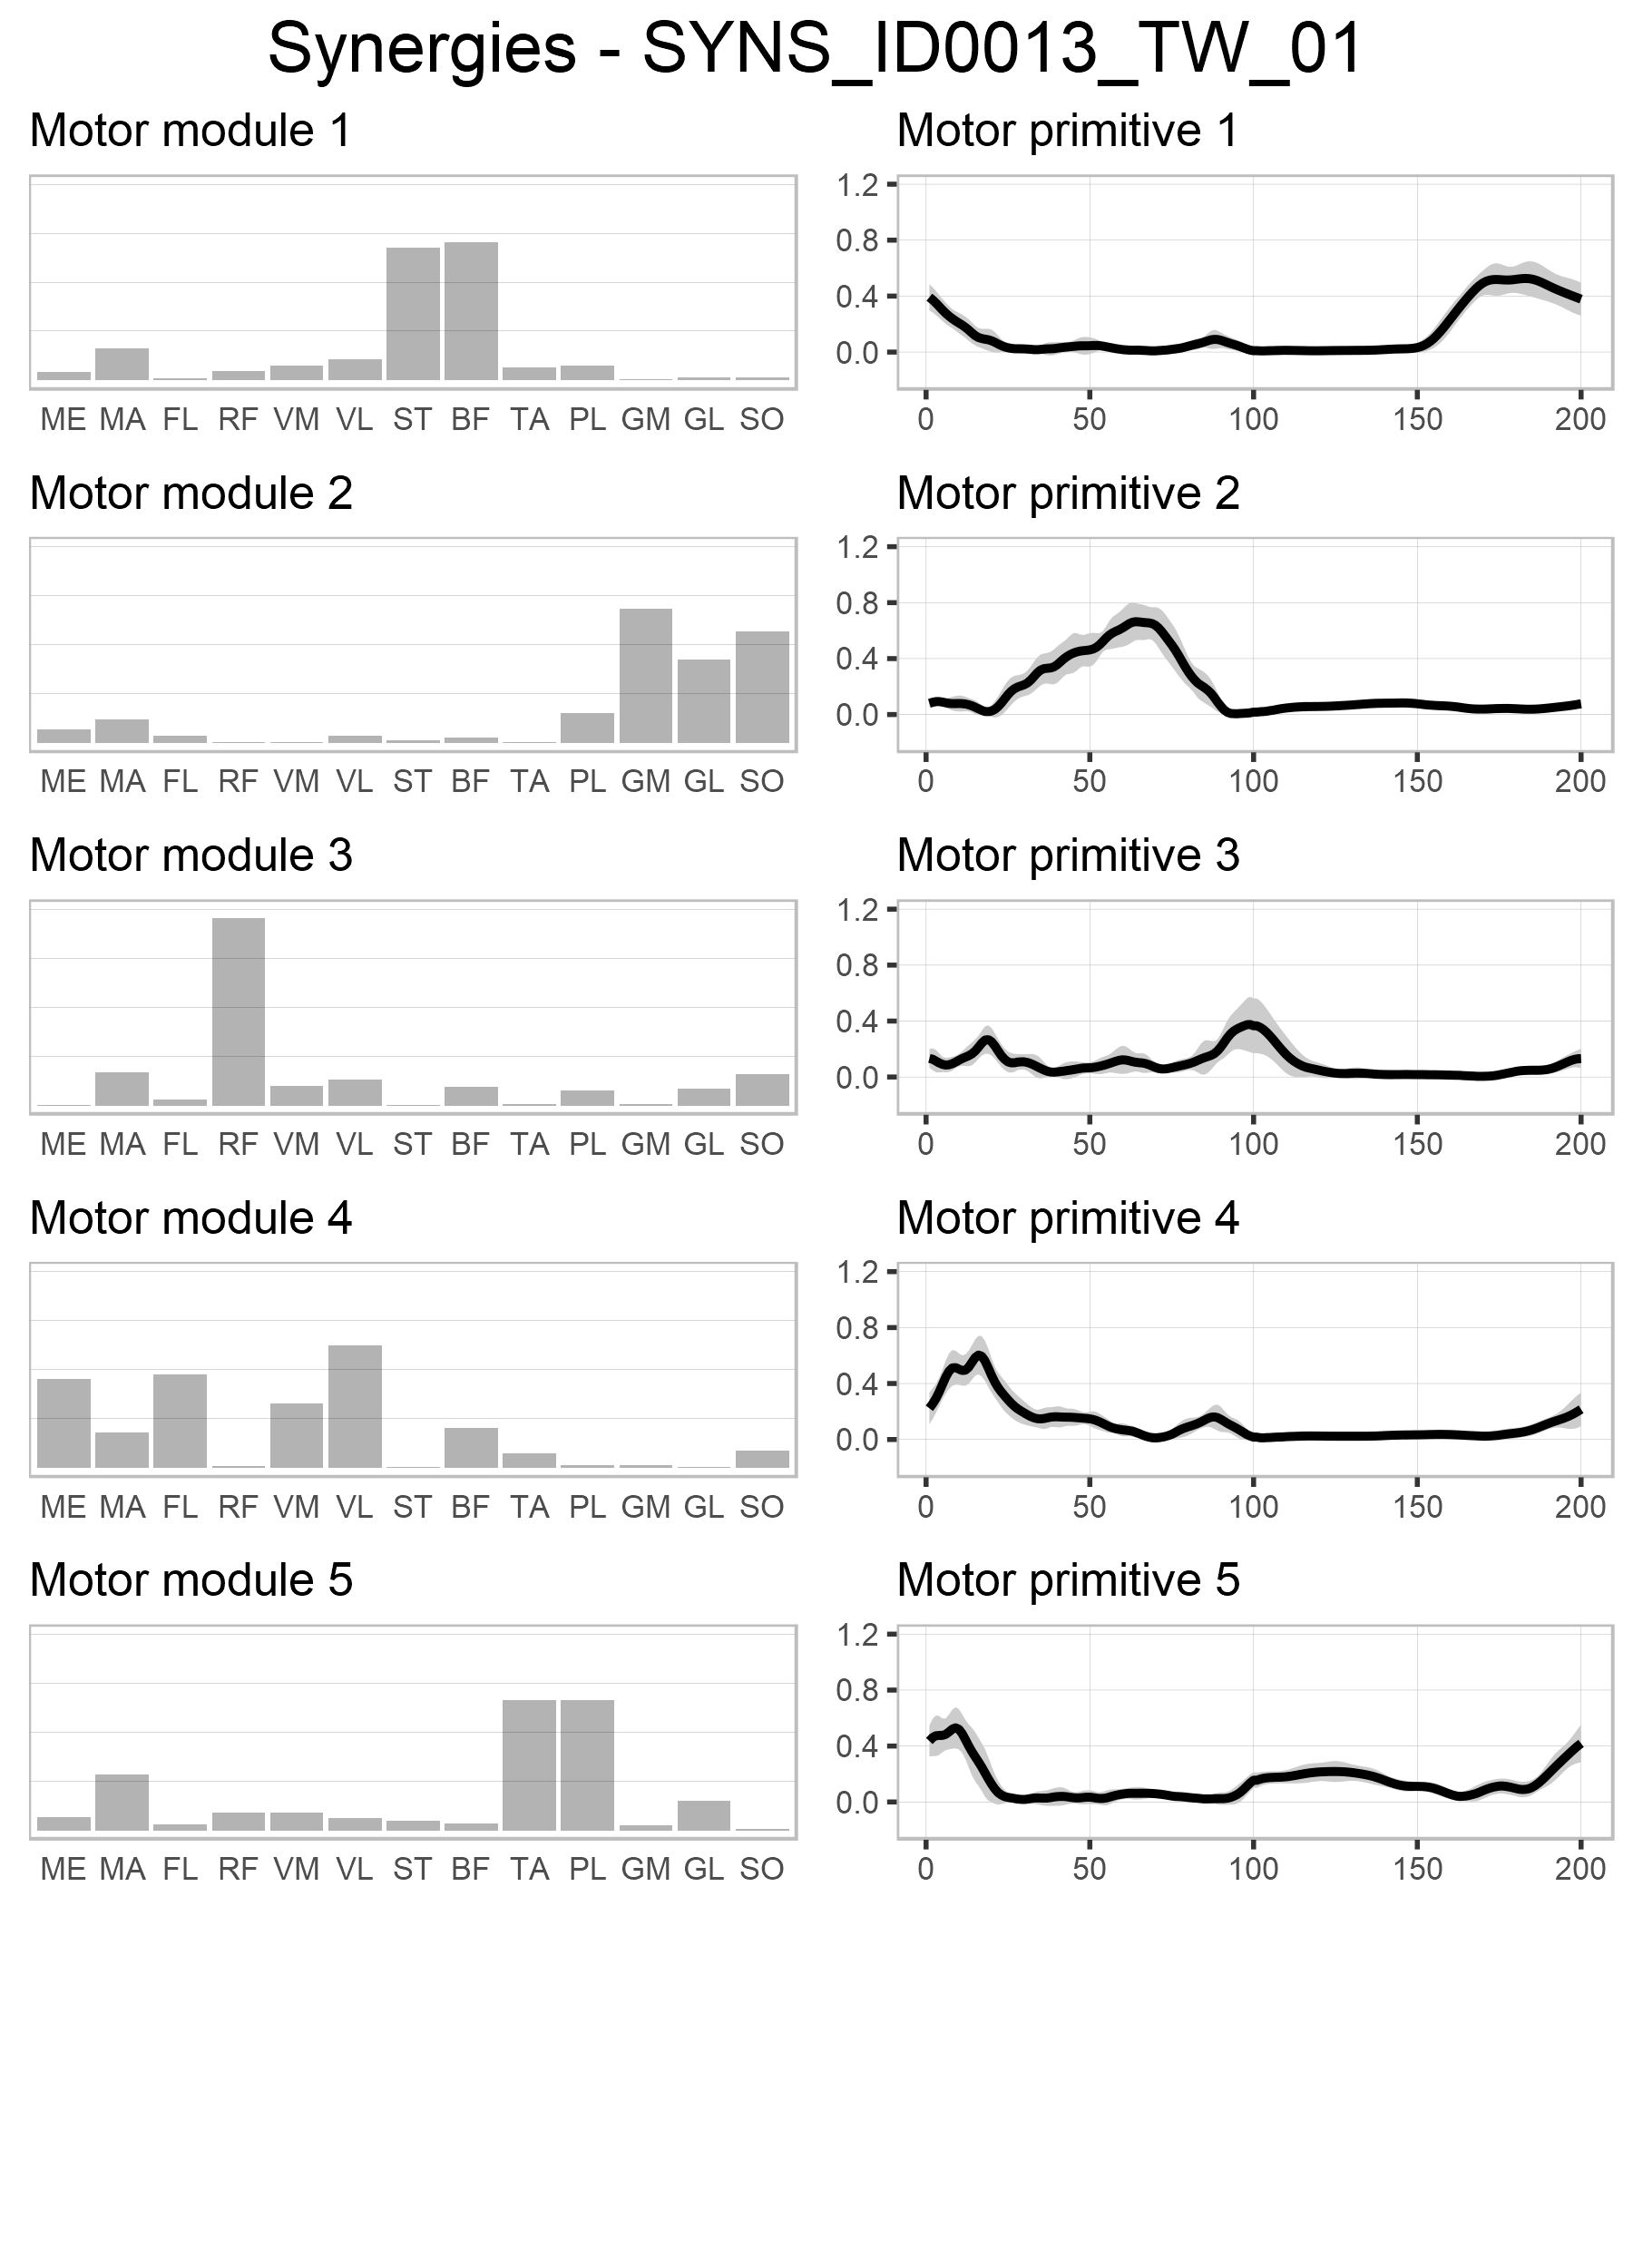 Synergies - SYNS_ID0013_TW_01
Motor module 1
Motor primitive 1
1.2
0.8
0.4
0.0
ME MA FL RF VM VL ST BF TA PL GM GL SO
0 50 100 150 200
Motor module 2
Motor primitive 2
1.2
0.8
0.4
0.0
ME MA FL RF VM VL ST BF TA PL GM GL SO
0 50 100 150 200
Motor module 3
Motor primitive 3
1.2
0.8
0.4
0.0
ME MA FL RF VM VL ST BF TA PL GM GL SO
0 50 100 150 200
Motor module 4
Motor primitive 4
1.2
0.8
0.4
0.0
ME MA FL RF VM VL ST BF TA PL GM GL SO
0 50 100 150 200
Motor module 5
Motor primitive 5
1.2
0.8
0.4
0.0
ME MA FL RF VM VL ST BF TA PL GM GL SO
0 50 100 150 200